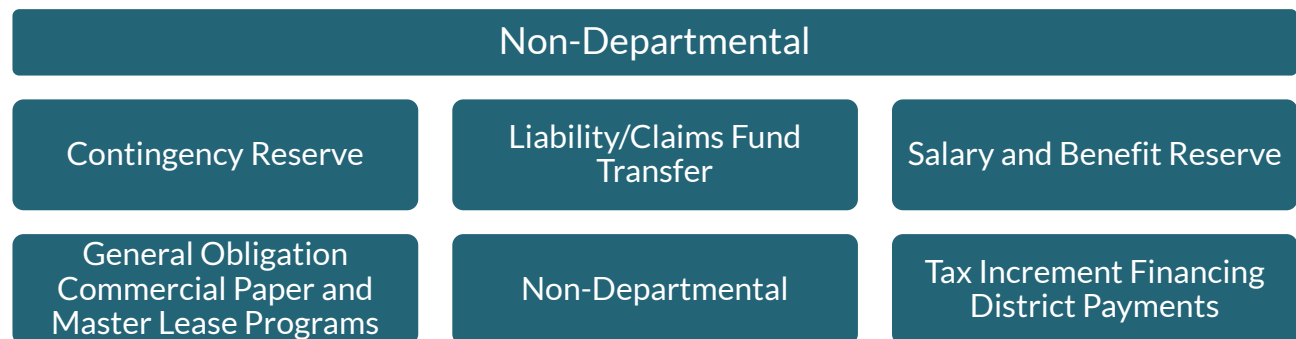 Non-Departmental
Contingency Reserve
Liability/Claims Fund
Transfer
Salary and Benefit Reserve
General Obligation
Commercial Paper and
Master Lease Programs
Non-Departmental
Tax Increment Financing
District Payments